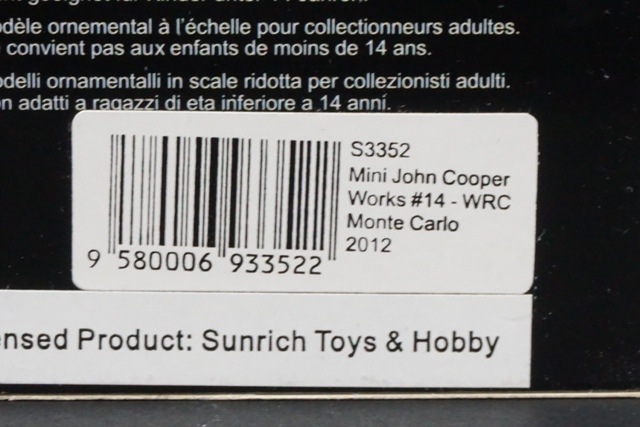 odèle ornemental à l'échelle pour collectionneurs adultes.
convient pas aux enfants de moins de 14 ans.
odelli ornamentalli in scale ridotta per collezionisti adulti.
on adatti a ragazzi di eta inferiore a 14 anni.
S3352
Mini John Cooper
Works #14 - WRC
Monte Carlo
2012
9 580006 933522
ensed Product: Sunrich Toys & Hobby